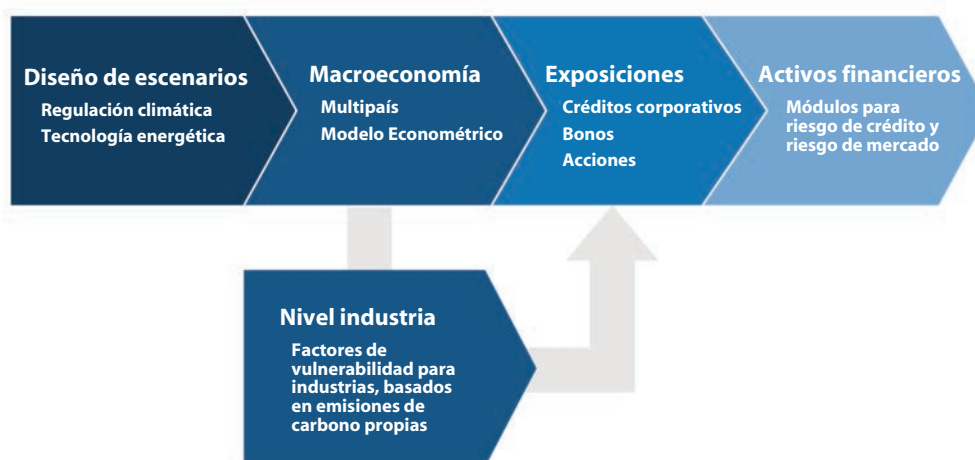 Diseño de escenarios
Regulación climática
Tecnología energética
Macroeconomía
Multipaís
Modelo Econométrico
Exposiciones
Créditos corporativos
Bonos
Acciones
Activos financieros
Módulos para
riesgo de crédito y
riesgo de mercado
Nivel industria
Factores de
vulnerabilidad para
industrias, basados
en emisiones de
carbono propias